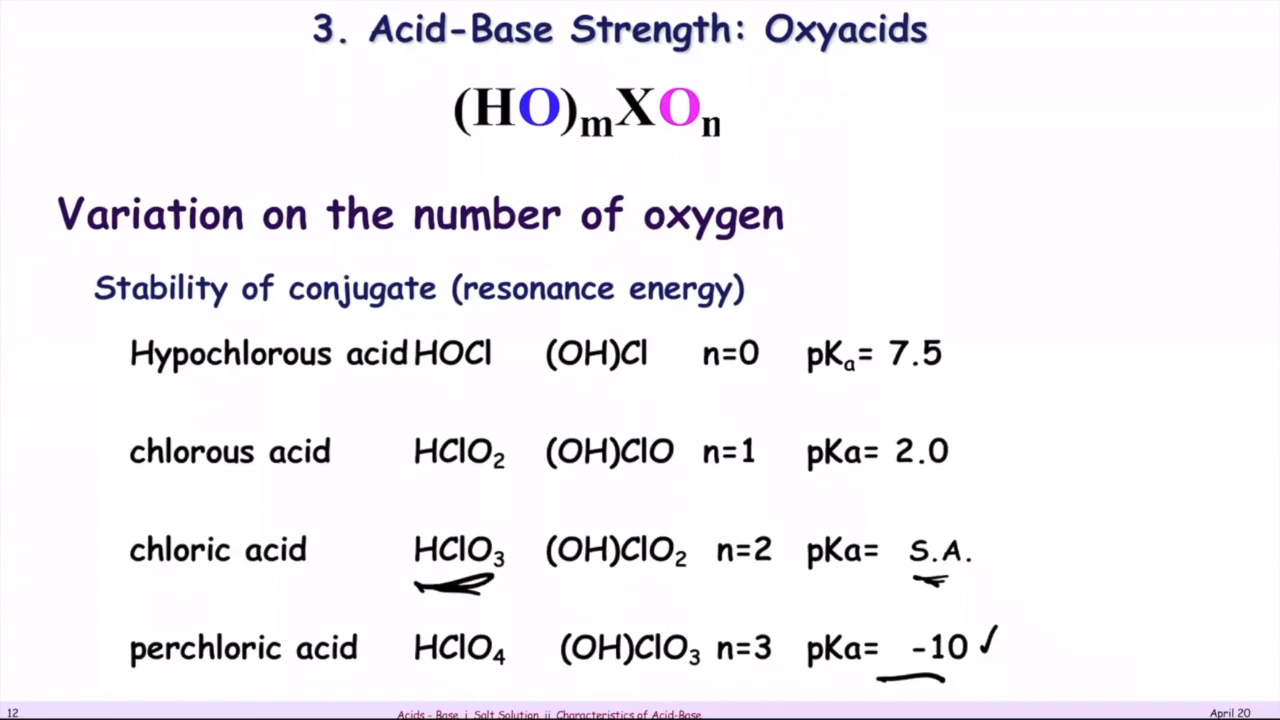 3. Acid-Base Strength: Oxyacids
(HO)ₘXOₙ
Variation on the number of oxygen
Stability of conjugate (resonance energy)
Hypochlorous acid HOCl (OH)Cl n=0 pKₐ= 7.5
chlorous acid HClO₂ (OH)ClO n=1 pKa= 2.0
chloric acid HClO₃ (OH)ClO₂ n=2 pKa= S.A.
perchloric acid HClO₄ (OH)ClO₃ n=3 pKa= -10 ✓
12 Acids - Base i Salt Solution ii Characteristics of Acid-Base April 20